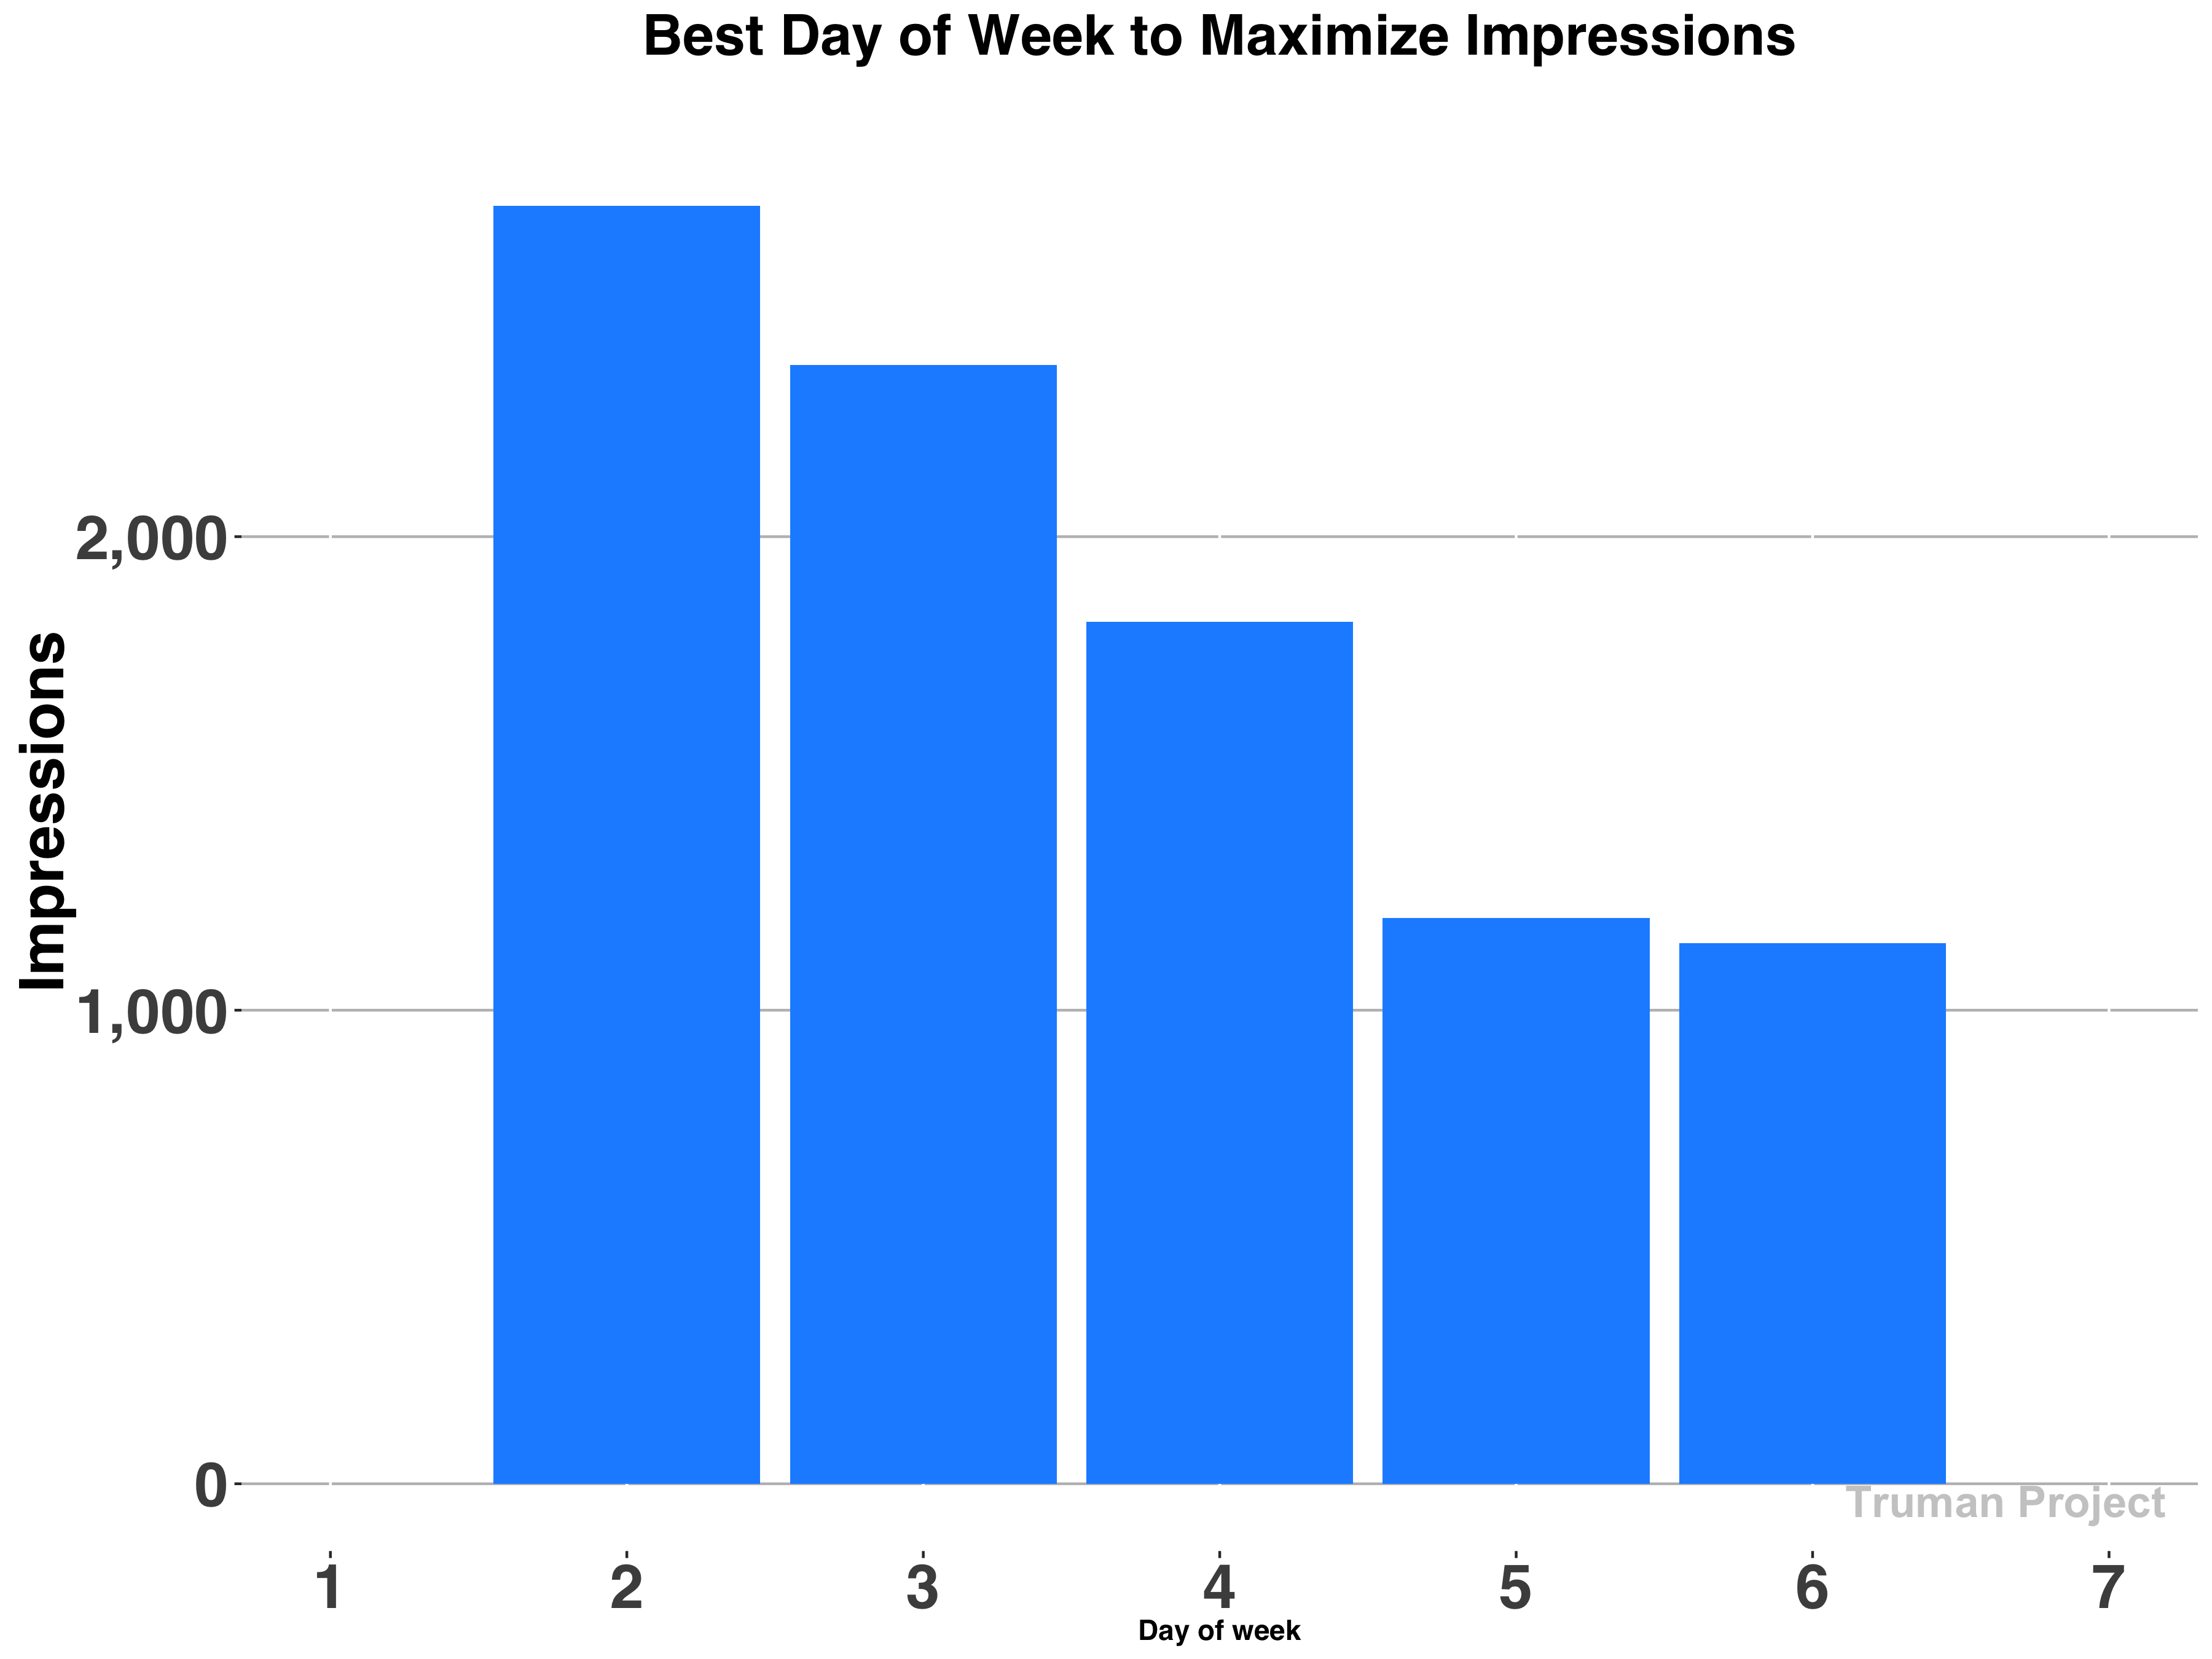 Best Day of Week to Maximize Impressions
Impressions
2,000
1,000
0
Truman Project
1 2 3 4 5 6 7
Day of week